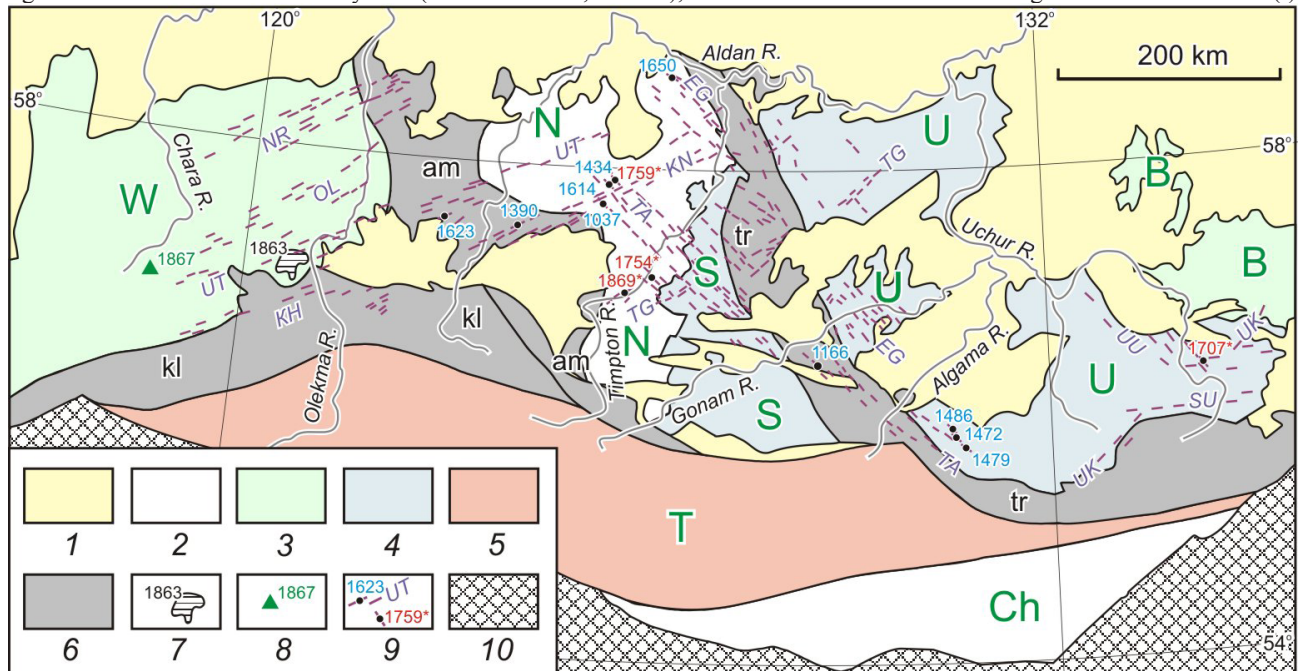 120°
132°
Aldan R.
200 km
1650
EG
58°
Chara R.
NR
N
U
am
UT
KN
TG
58°
B
1434
1759*
W
OL
1614
TA
1390
1037
1623
tr
Uchur R.
1863
1867
1754*
S
B
UT
1869*
U
KH
TG
UU
UK
kl
Timpton R.
N
1707*
kl
1166
EG
Algama R.
U
am
Olekma R.
Gonam R.
S
SU
1486
1472
1479
TA
UK
tr
T
1 2 3 4 5
1863 1867 1623 UT
1759*
Ch
6 7 8 9 10
54°